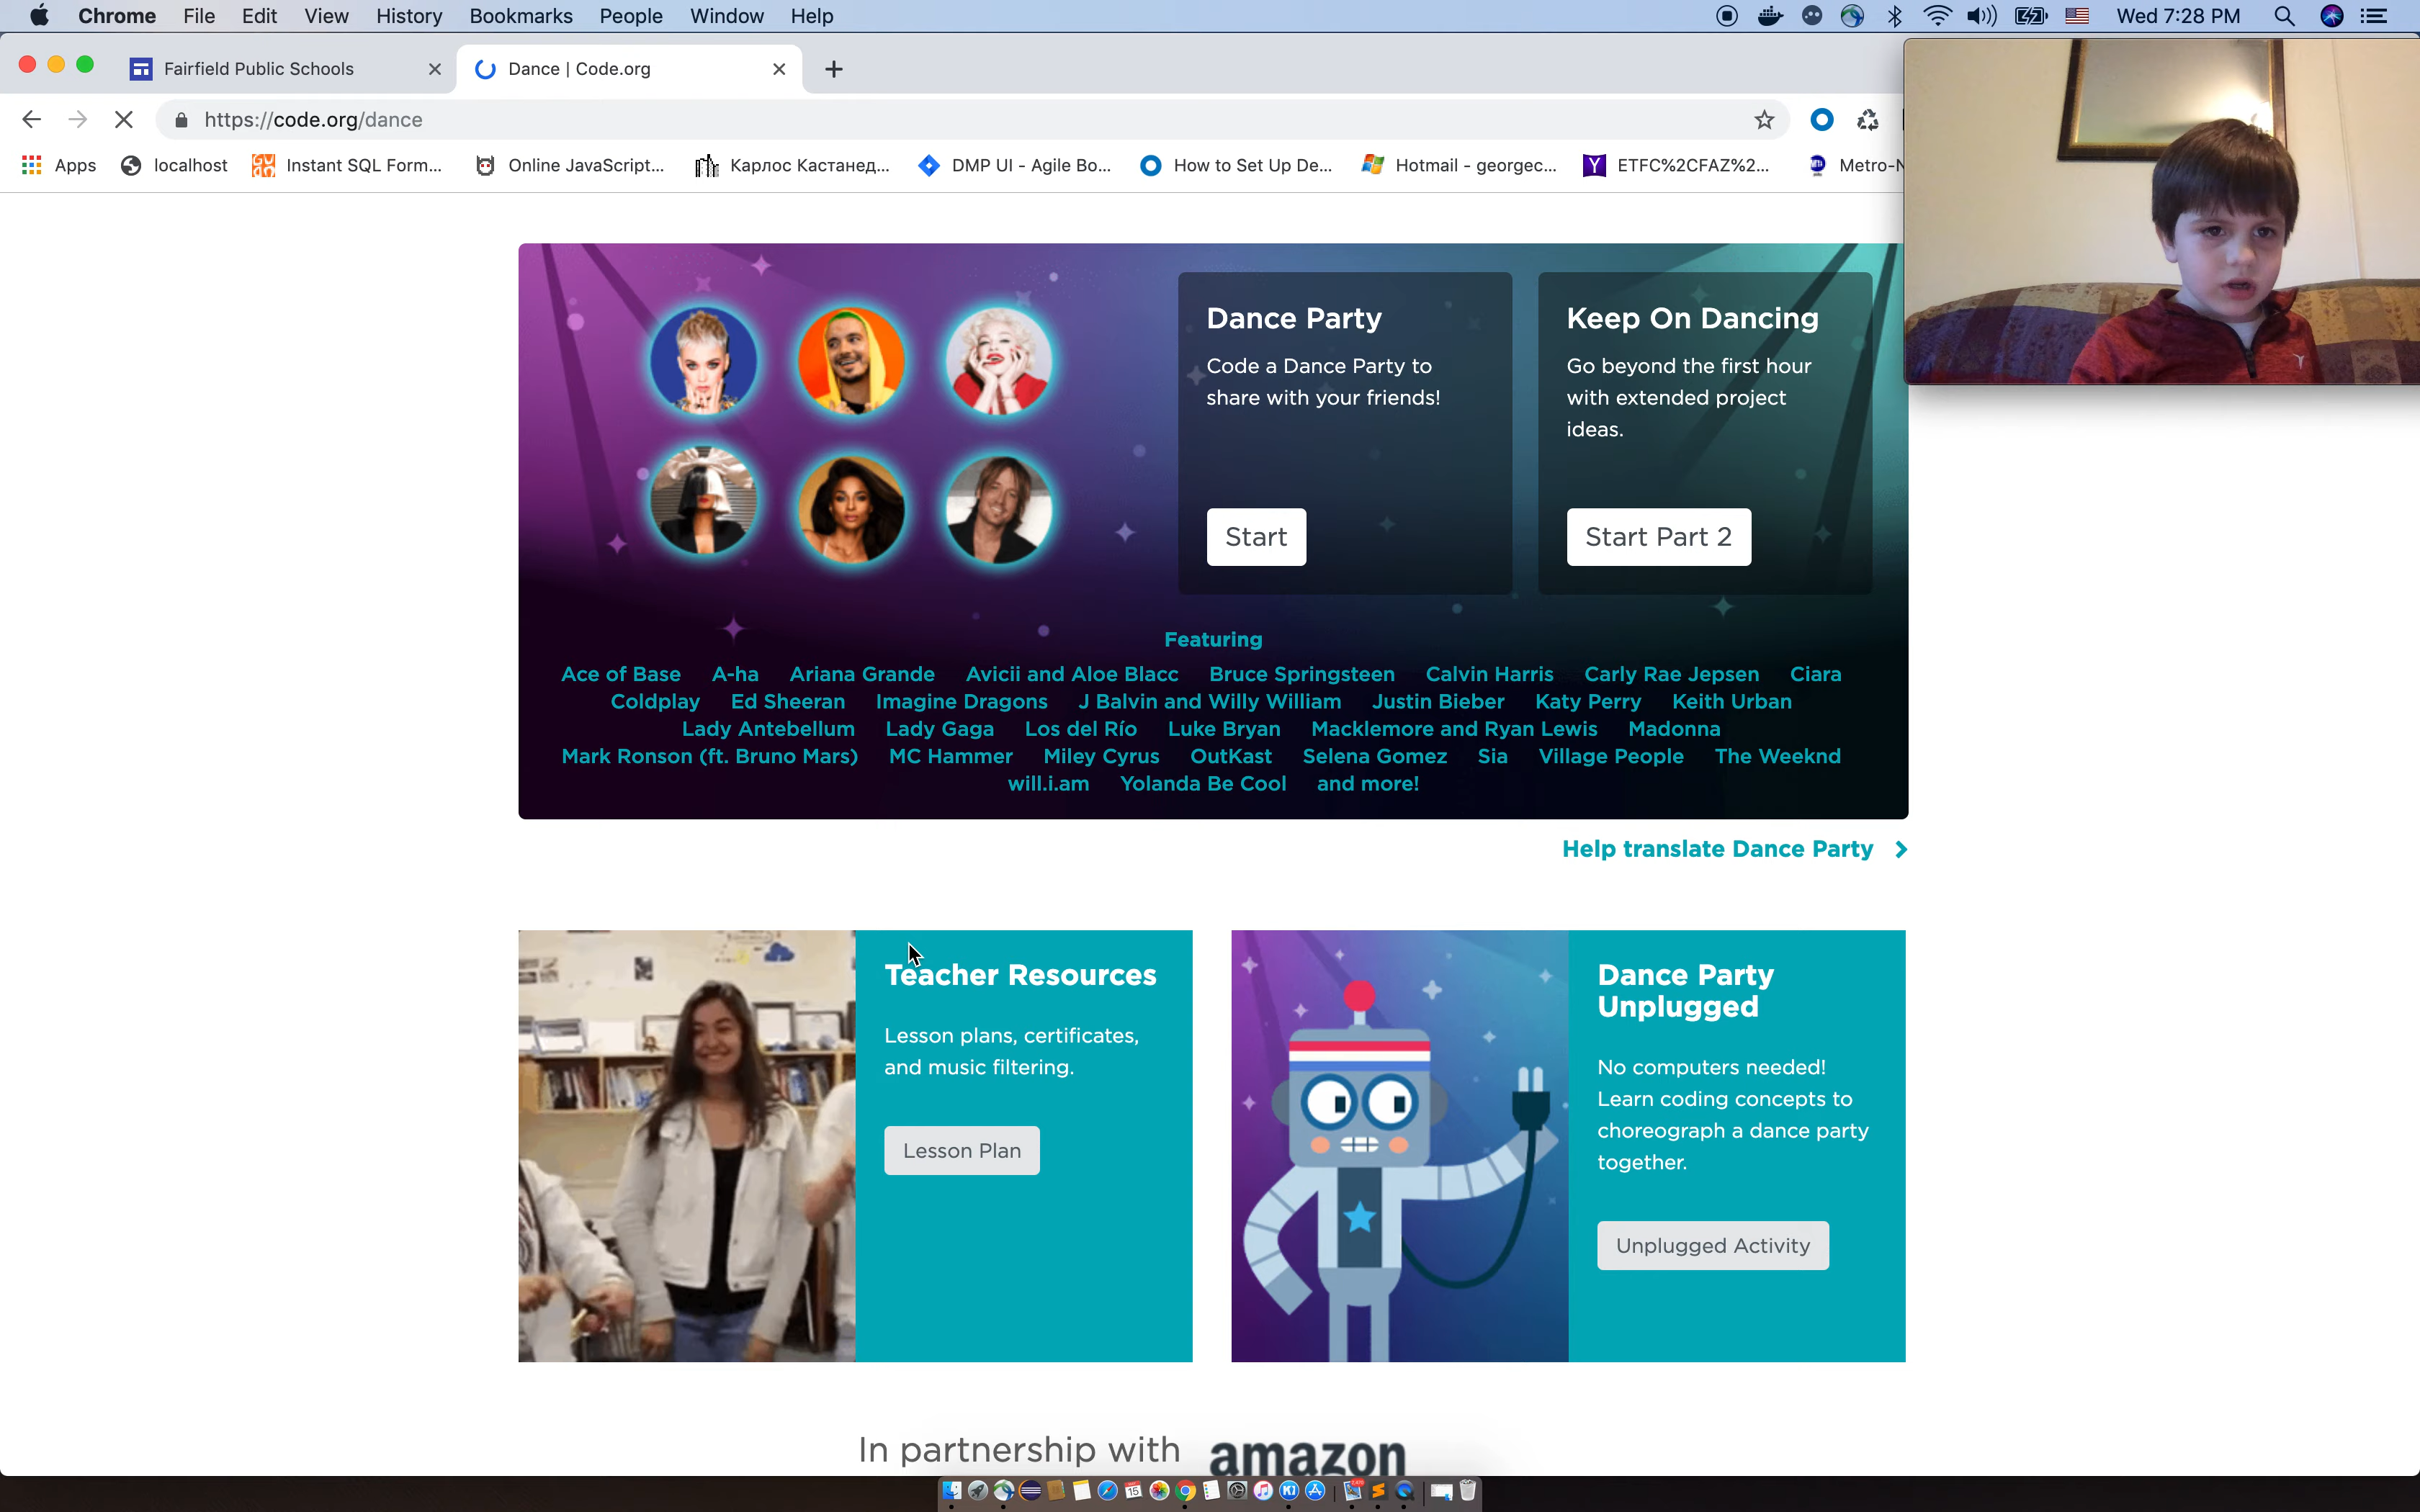 Chrome File Edit View History Bookmarks People Window Help Wed 7:28 PM
Fairfield Public Schools Dance | Code.org
https://code.org/dance
Apps localhost Instant SQL Form... Online JavaScript... Карлос Кастанед... DMP UI - Agile Bo... How to Set Up De... Hotmail - georgec... ETFC%2CFAZ%2... Metro-N
Dance Party
Code a Dance Party to
share with your friends!
Start
Keep On Dancing
Go beyond the first hour
with extended project
ideas.
Start Part 2
Featuring
Ace of Base A-ha Ariana Grande Avicii and Aloe Blacc Bruce Springsteen Calvin Harris Carly Rae Jepsen Ciara
Coldplay Ed Sheeran Imagine Dragons J Balvin and Willy William Justin Bieber Katy Perry Keith Urban
Lady Antebellum Lady Gaga Los del Río Luke Bryan Macklemore and Ryan Lewis Madonna
Mark Ronson (ft. Bruno Mars) MC Hammer Miley Cyrus OutKast Selena Gomez Sia Village People The Weeknd
will.i.am Yolanda Be Cool and more!
Help translate Dance Party
Teacher Resources
Lesson plans, certificates,
and music filtering.
Lesson Plan
Dance Party
Unplugged
No computers needed!
Learn coding concepts to
choreograph a dance party
together.
Unplugged Activity
In partnership with amazon
15